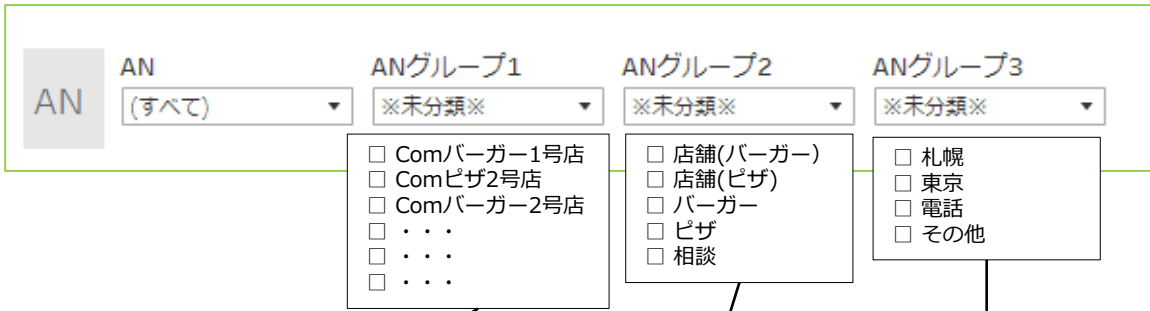 AN
AN
(すべて)
ANグループ1
※未分類※
ANグループ2
※未分類※
ANグループ3
※未分類※
□ Comバーガー1号店
□ Comピザ2号店
□ Comバーガー2号店
□ ・・・
□ ・・・
□ ・・・
□ 店舗(バーガー)
□ 店舗(ピザ)
□ バーガー
□ ピザ
□ 相談
□ 札幌
□ 東京
□ 電話
□ その他